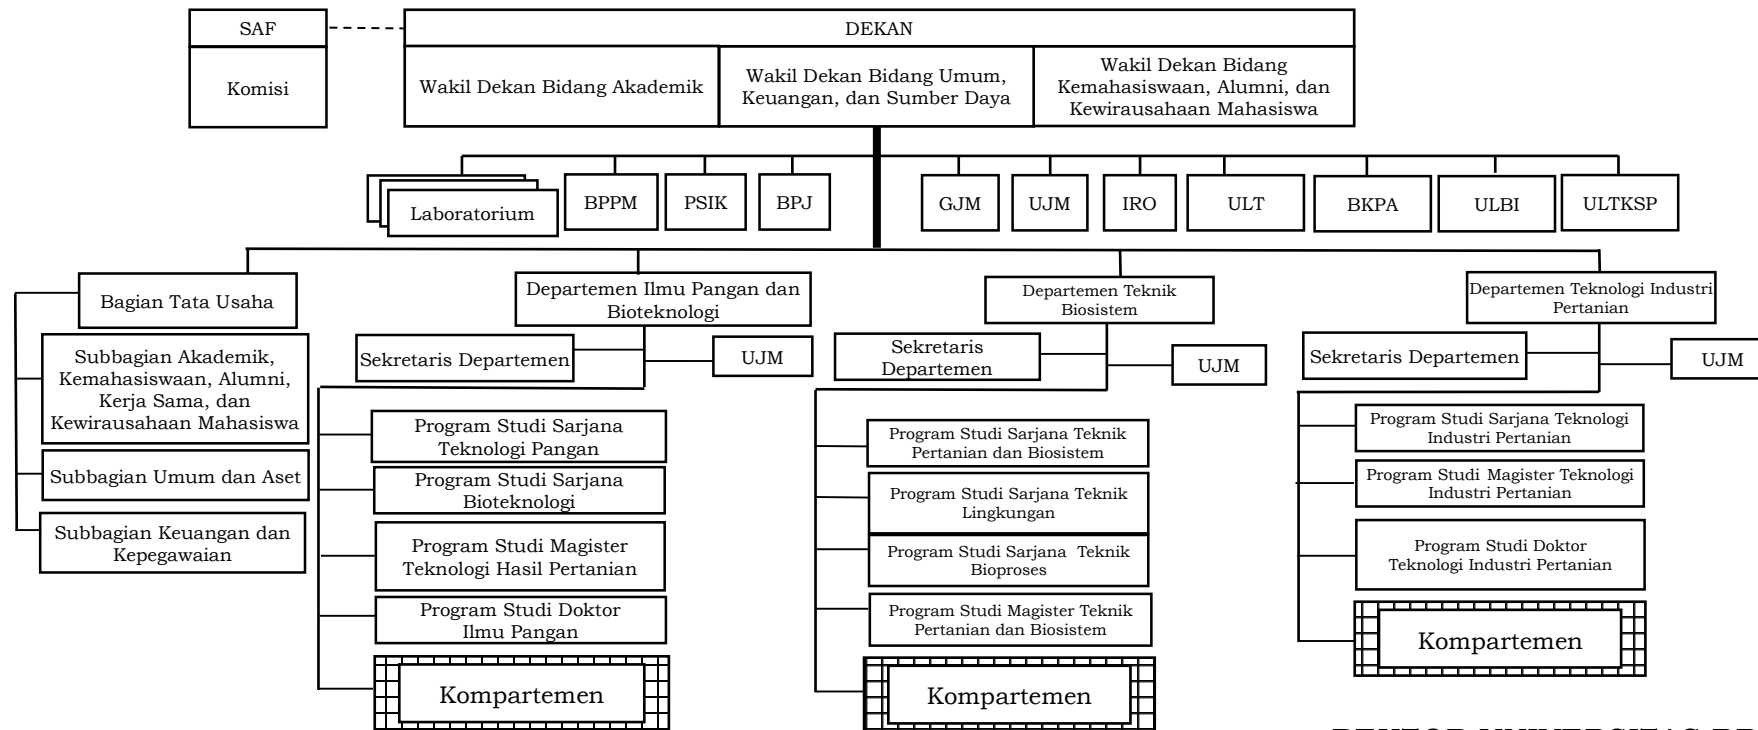 SAF
DEKAN
Komisi
Wakil Dekan Bidang Akademik
Wakil Dekan Bidang Umum,
Keuangan, dan Sumber Daya
Wakil Dekan Bidang
Kemahasiswaan, Alumni, dan
Kewirausahaan Mahasiswa
Laboratorium
BPPM
PSIK
BPJ
GJM
UJM
IRO
ULT
BKPA
ULBI
ULTKSP
Bagian Tata Usaha
Subbagian Akademik,
Kemahasiswaan, Alumni,
Kerja Sama, dan
Kewirausahaan Mahasiswa
Subbagian Umum dan Aset
Subbagian Keuangan dan
Kepegawaian
Departemen Ilmu Pangan dan
Bioteknologi
Sekretaris Departemen
UJM
Program Studi Sarjana
Teknologi Pangan
Program Studi Sarjana
Bioteknologi
Program Studi Magister
Teknologi Hasil Pertanian
Program Studi Doktor
Ilmu Pangan
Kompartemen
Departemen Teknik
Biosistem
Sekretaris
Departemen
UJM
Program Studi Sarjana Teknik
Pertanian dan Biosistem
Program Studi Sarjana Teknik
Lingkungan
Program Studi Sarjana Teknik
Bioproses
Program Studi Magister Teknik
Pertanian dan Biosistem
Kompartemen
Departemen Teknologi Industri
Pertanian
Sekretaris Departemen
UJM
Program Studi Sarjana Teknologi
Industri Pertanian
Program Studi Magister Teknologi
Industri Pertanian
Program Studi Doktor
Teknologi Industri Pertanian
Kompartemen